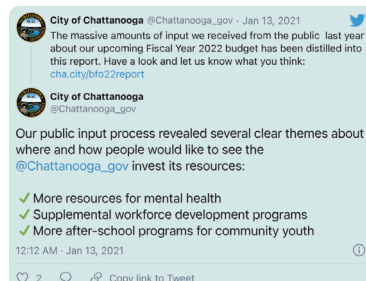 City of Chattanooga @Chattanooga_gov · Jan 13, 2021
The massive amounts of input we received from the public last year
about our upcoming Fiscal Year 2022 budget has been distilled into
this report. Have a look and let us know what you think:
cha.city/bfo22report
City of Chattanooga
@Chattanooga_gov
Our public input process revealed several clear themes about
where and how people would like to see the
@Chattanooga_gov invest its resources:
✓ More resources for mental health
✓ Supplemental workforce development programs
✓ More after-school programs for community youth
12:12 AM · Jan 13, 2021
2 Copy link to Tweet